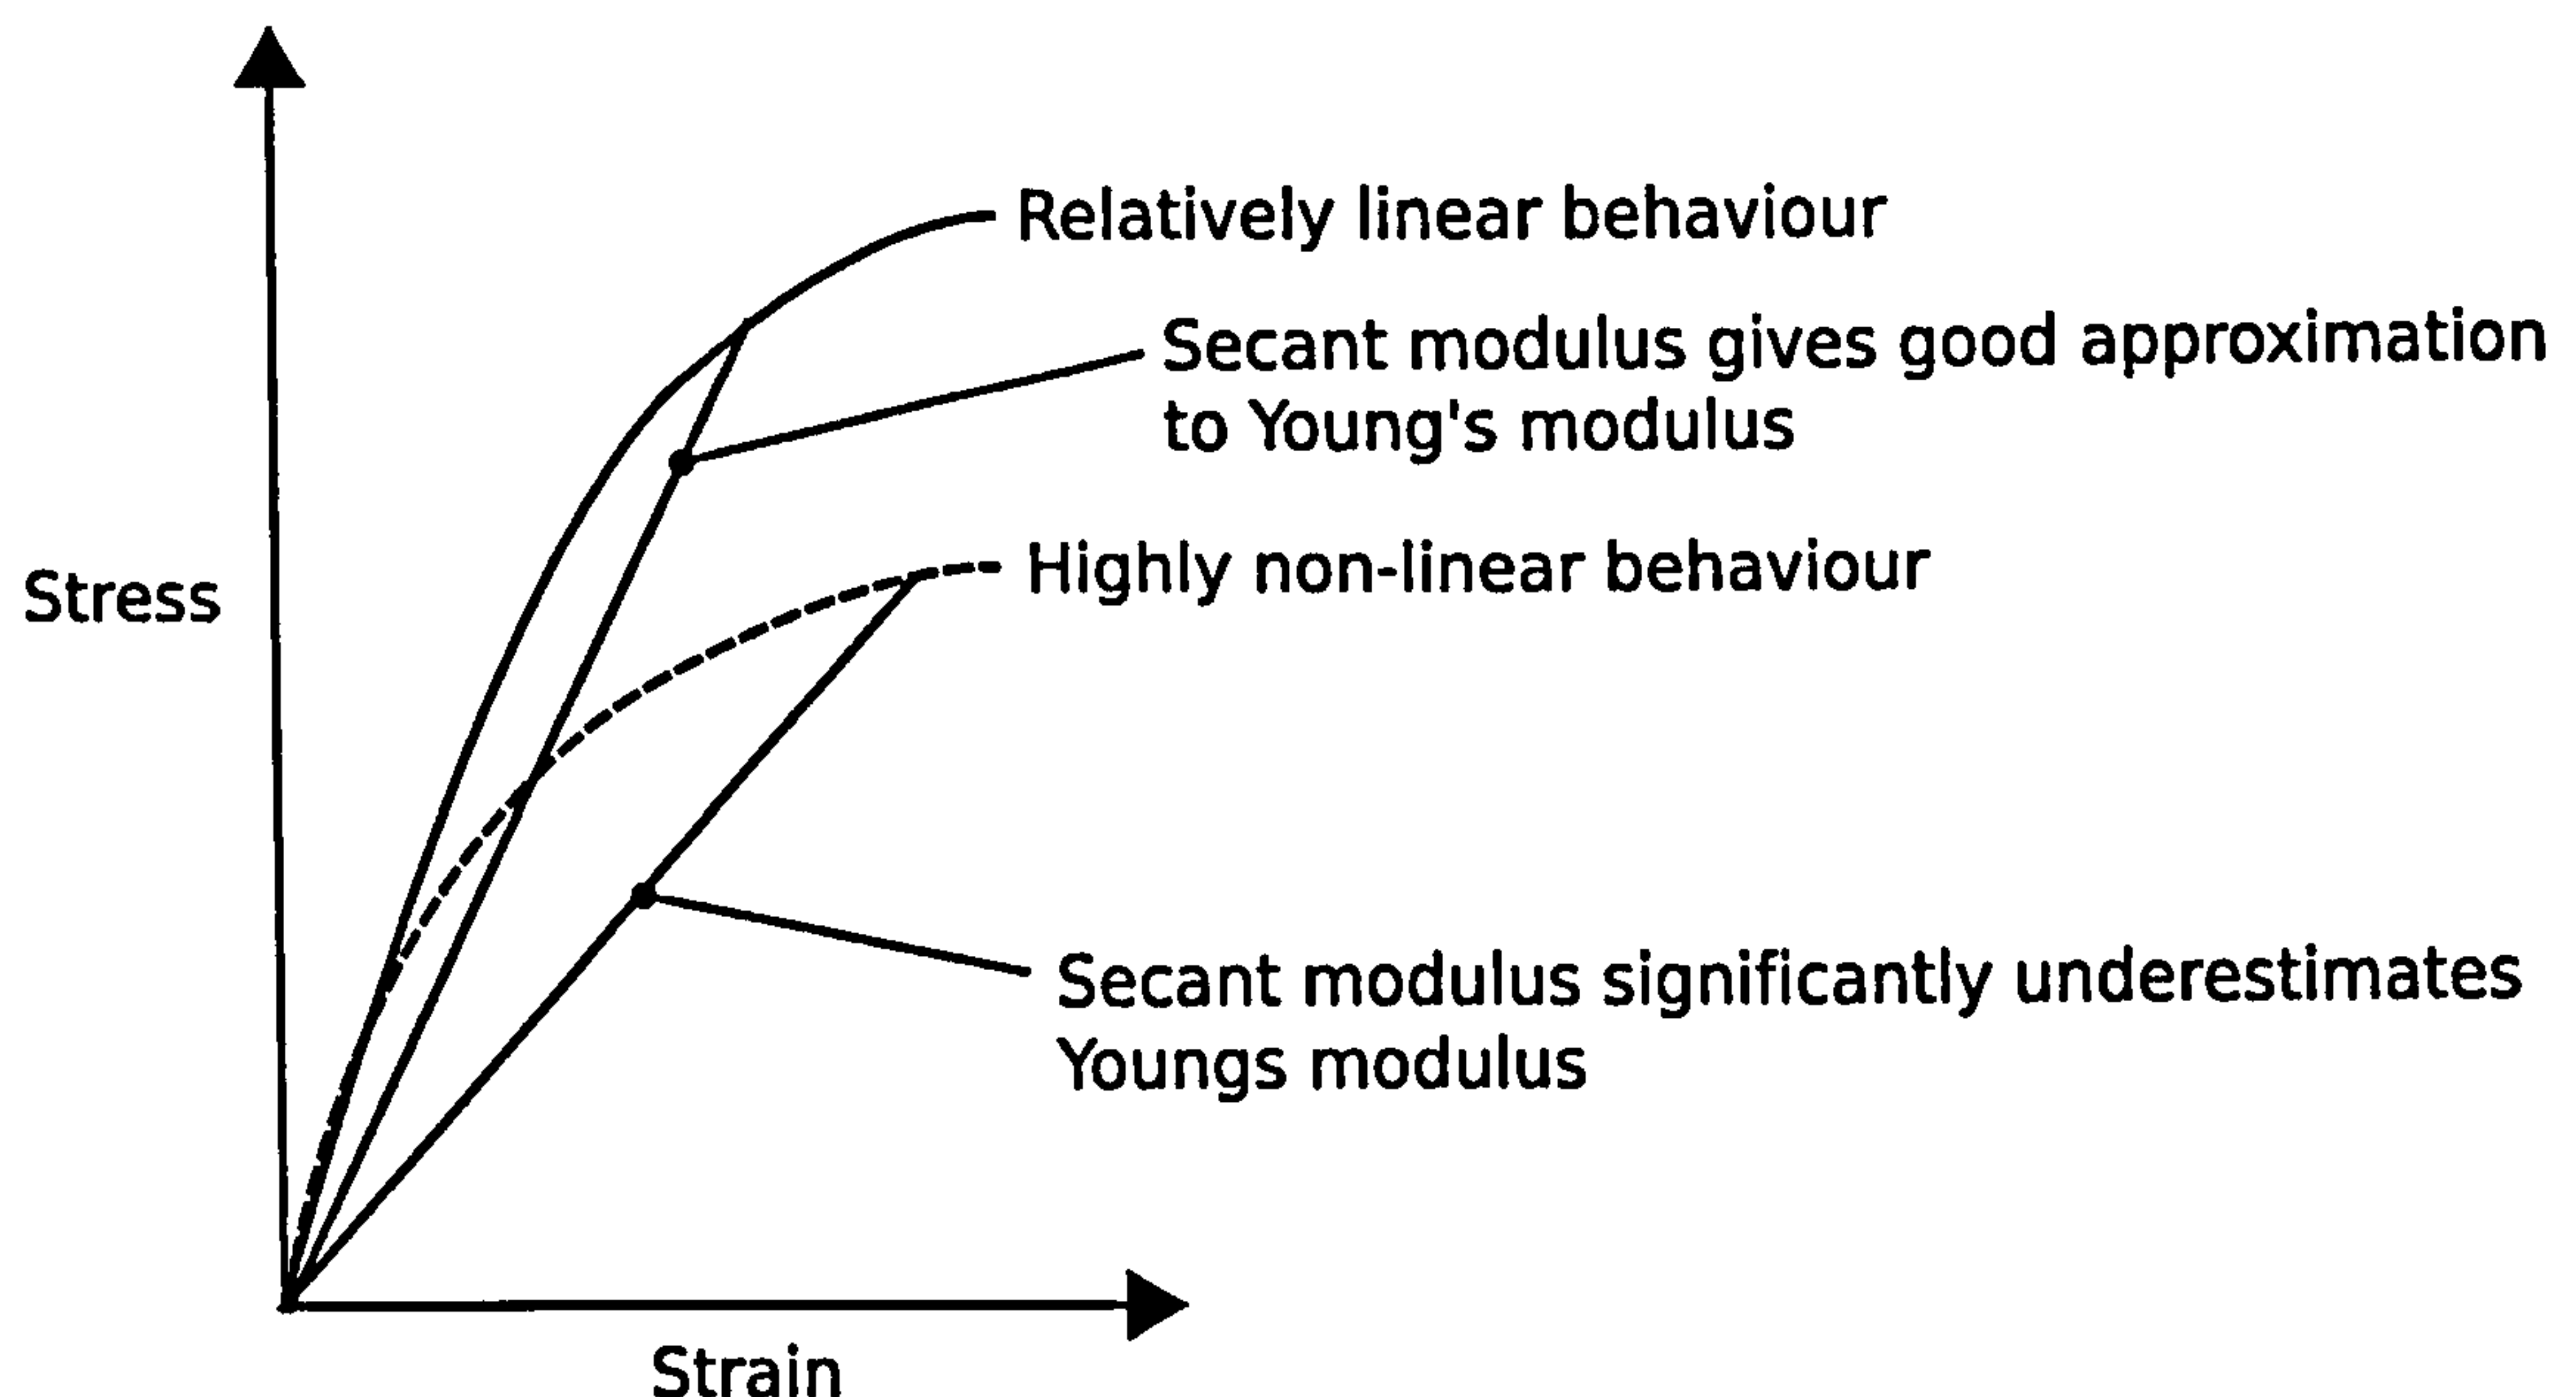 Relatively linear behaviour
Secant modulus gives good approximation
to Young's modulus
Highly non-linear behaviour
Stress
Secant modulus significantly underestimates
Youngs modulus
Strain